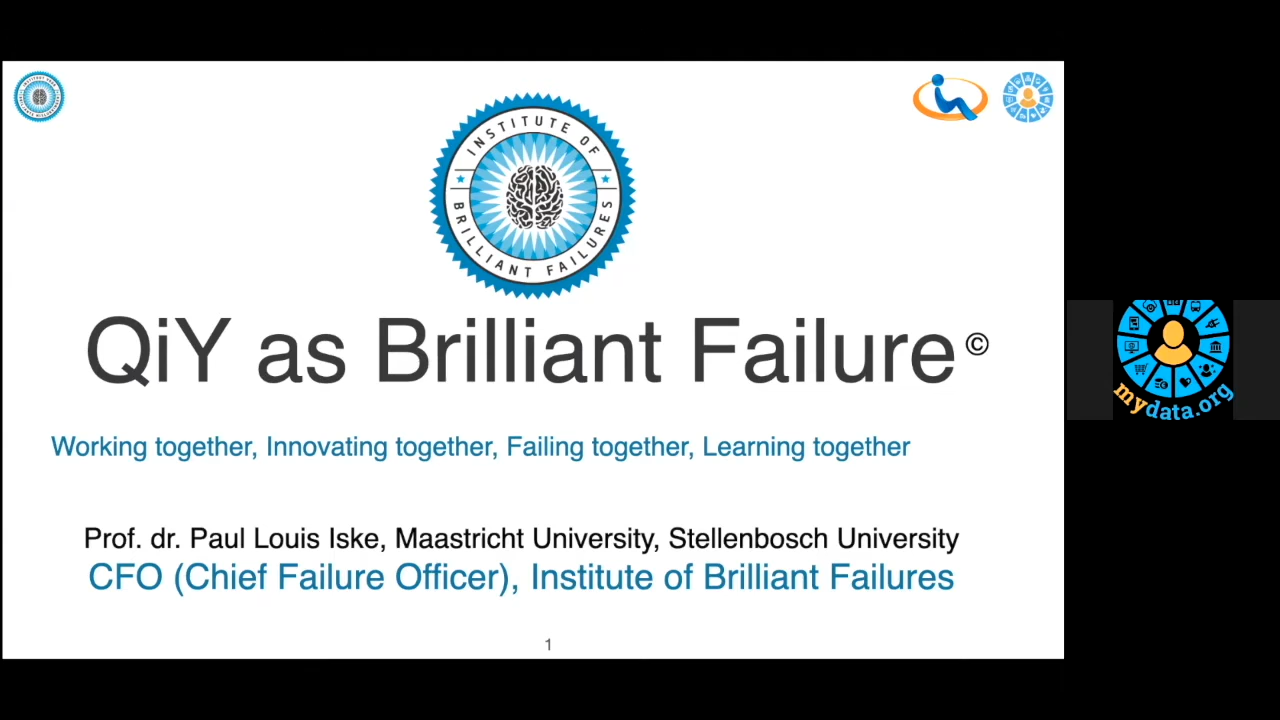 INSTITUTE OF
BRILLIANT FAILURES
QiY as Brilliant Failure©
Working together, Innovating together, Failing together, Learning together
Prof. dr. Paul Louis Iske, Maastricht University, Stellenbosch University
CFO (Chief Failure Officer), Institute of Brilliant Failures
1
mydata.org